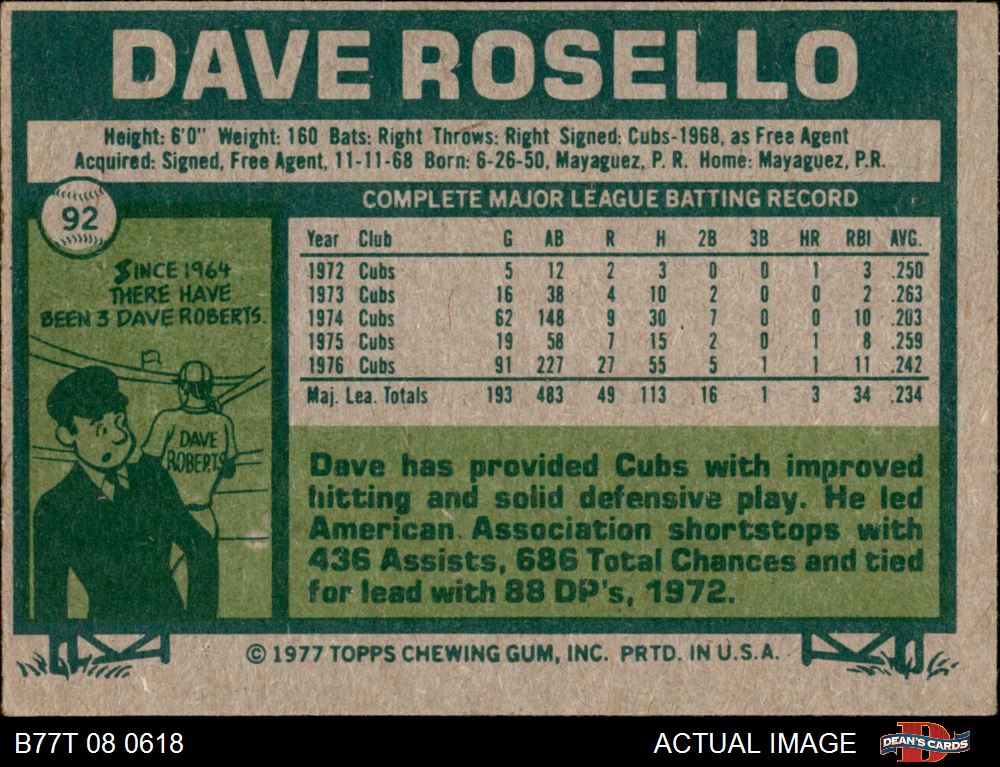 DAVE ROSELLO
Height: 6'0" Weight: 160 Bats: Right Throws: Right Signed: Cubs-1968, as Free Agent
Acquired: Signed, Free Agent, 11-11-68 Born: 6-26-50, Mayaguez, P. R. Home: Mayaguez, P.R.
92
SINCE 1964
THERE HAVE
BEEN 3 DAVE ROBERTS.
DAVE
ROBERTS
COMPLETE MAJOR LEAGUE BATTING RECORD
Year Club G AB R H 2B 3B HR RBI AVG.
1972 Cubs 5 12 2 3 0 0 1 3 .250
1973 Cubs 16 38 4 10 2 0 0 2 .263
1974 Cubs 62 148 9 30 7 0 0 10 .203
1975 Cubs 19 58 7 15 2 0 1 8 .259
1976 Cubs 91 227 27 55 5 1 1 11 .242
Maj. Lea. Totals 193 483 49 113 16 1 3 34 .234
Dave has provided Cubs with improved
hitting and solid defensive play. He led
American Association shortstops with
436 Assists, 686 Total Chances and tied
for lead with 88 DP's, 1972.
© 1977 TOPPS CHEWING GUM, INC. PRTD. IN U.S.A.
B77T 08 0618
ACTUAL IMAGE
D
DEAN'S CARDS